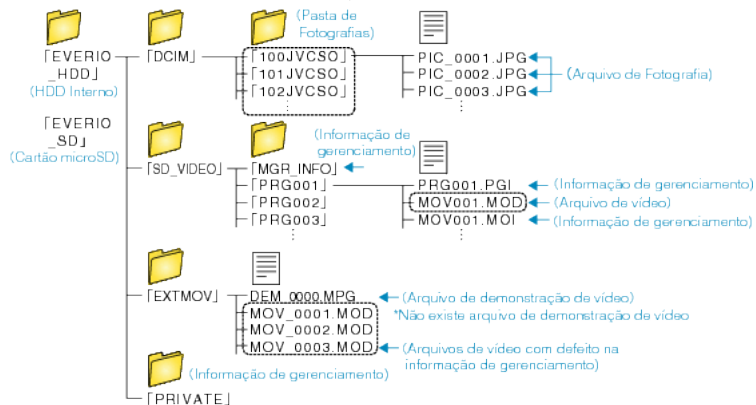 (Pasta de
Fotografias)
「EVERIO
_HDD」
(HDD Interno)
「DCIM」
「100JVCSO」
「101JVCSO」
「102JVCSO」
⋮
PIC_0001.JPG
PIC_0002.JPG
PIC_0003.JPG
⋮
(Arquivo de Fotografia)
「EVERIO
_SD」
(Cartão microSD)
「SD_VIDEO」
(Informação de
gerenciamento)
「MGR_INFO」
「PRG001」
「PRG002」
「PRG003」
⋮
PRG001.PGI
(Informação de gerenciamento)
MOV001.MOD
(Arquivo de vídeo)
MOV001.MOI
(Informação de gerenciamento)
⋮
「EXTMOV」
DEM_0000.MPG
(Arquivo de demonstração de vídeo)
*Não existe arquivo de demonstração de vídeo
MOV_0001.MOD
MOV_0002.MOD
MOV_0003.MOD
⋮
(Arquivos de vídeo com defeito na
informação de gerenciamento)
(Informação de gerenciamento)
「PRIVATE」